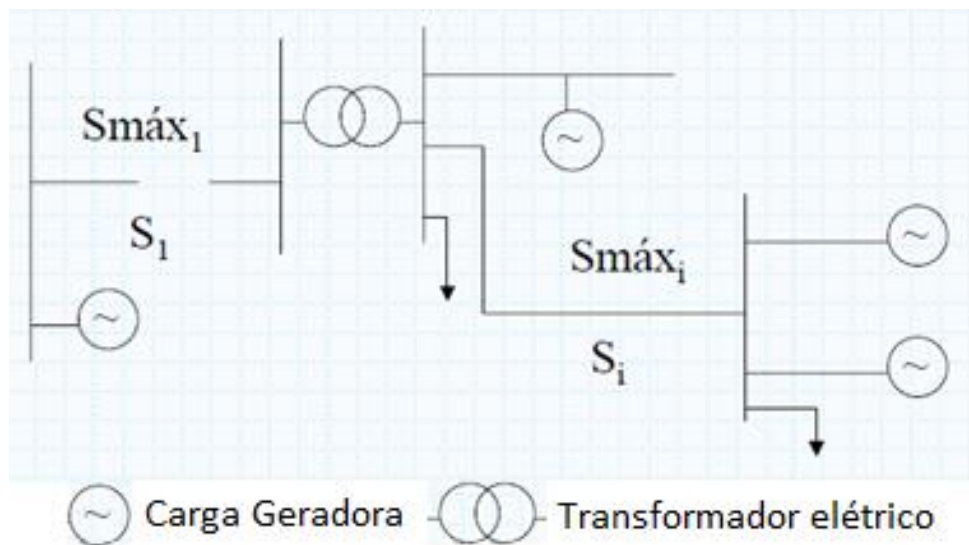 Smáx₁
S₁
Smáxᵢ
Sᵢ
~ Carga Geradora
Transformador elétrico